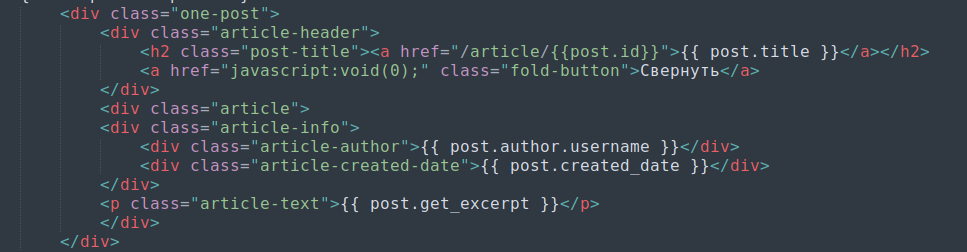 <div class="one-post">
<div class="article-header">
<h2 class="post-title"><a href="/article/{{post.id}}">{{ post.title }}</a></h2>
<a href="javascript:void(0);" class="fold-button">Свернуть</a>
</div>
<div class="article">
<div class="article-info">
<div class="article-author">{{ post.author.username }}</div>
<div class="article-created-date">{{ post.created_date }}</div>
</div>
<p class="article-text">{{ post.get_excerpt }}</p>
</div>
</div>